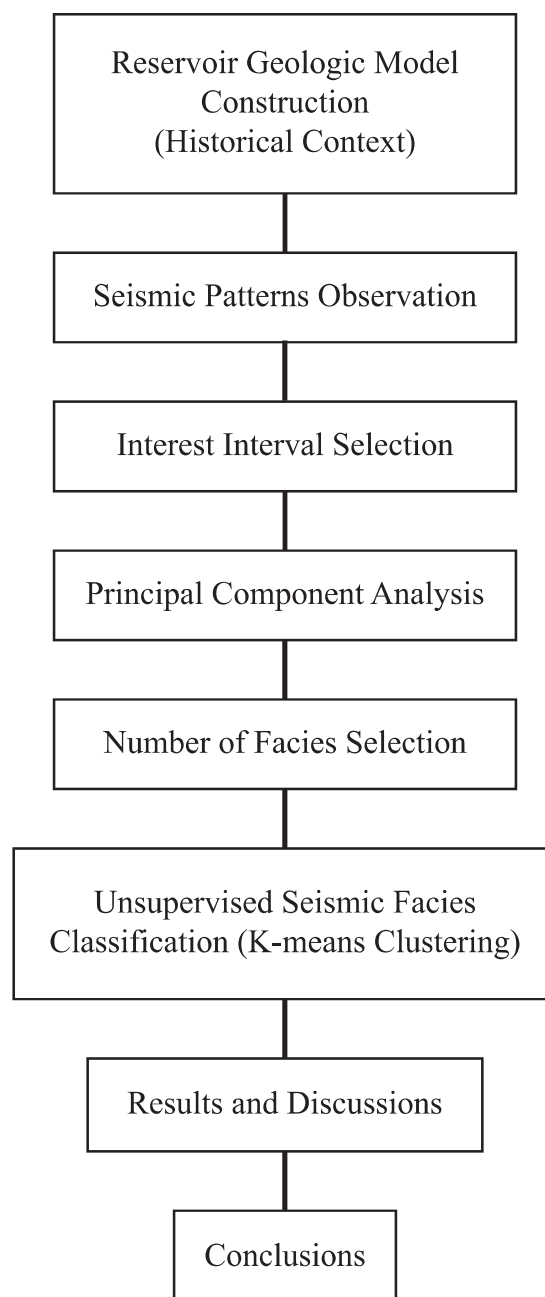 Reservoir Geologic Model
Construction
(Historical Context)
Seismic Patterns Observation
Interest Interval Selection
Principal Component Analysis
Number of Facies Selection
Unsupervised Seismic Facies
Classification (K-means Clustering)
Results and Discussions
Conclusions